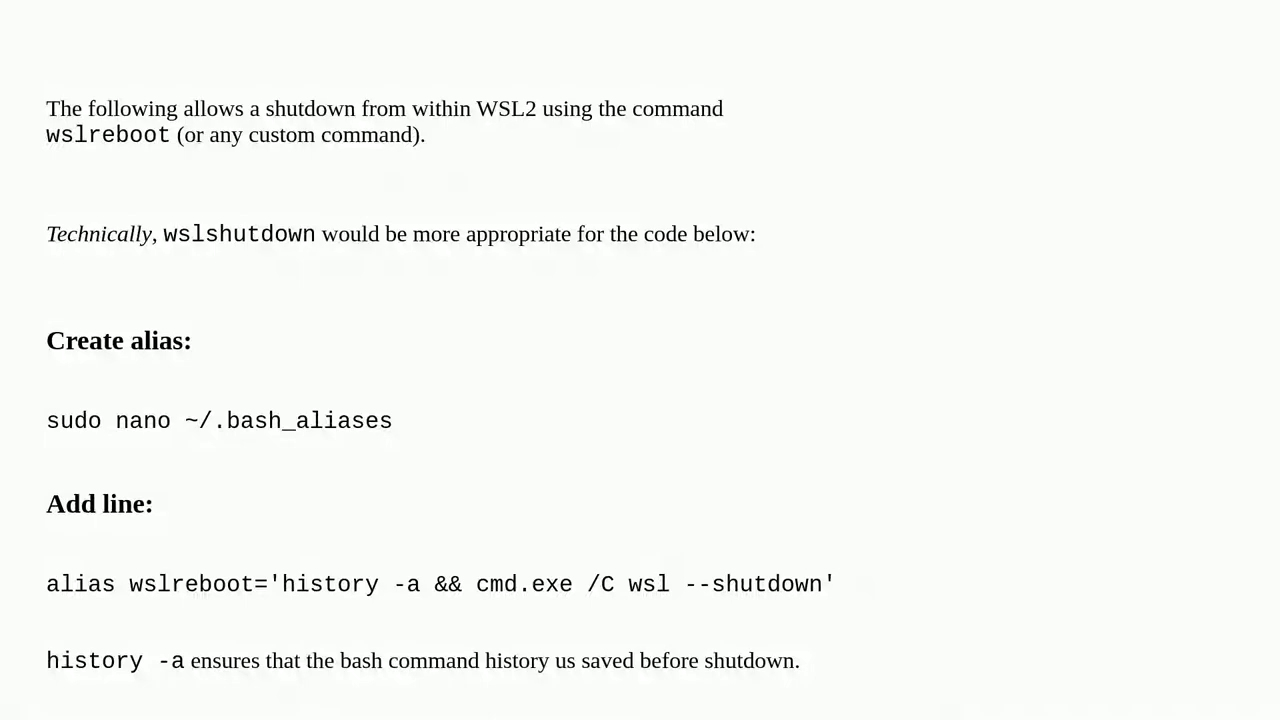 The following allows a shutdown from within WSL2 using the command
wslreboot (or any custom command).
Technically, wslshutdown would be more appropriate for the code below:
Create alias:
sudo nano ~/.bash_aliases
Add line:
alias wslreboot='history -a && cmd.exe /C wsl --shutdown'
history -a ensures that the bash command history us saved before shutdown.